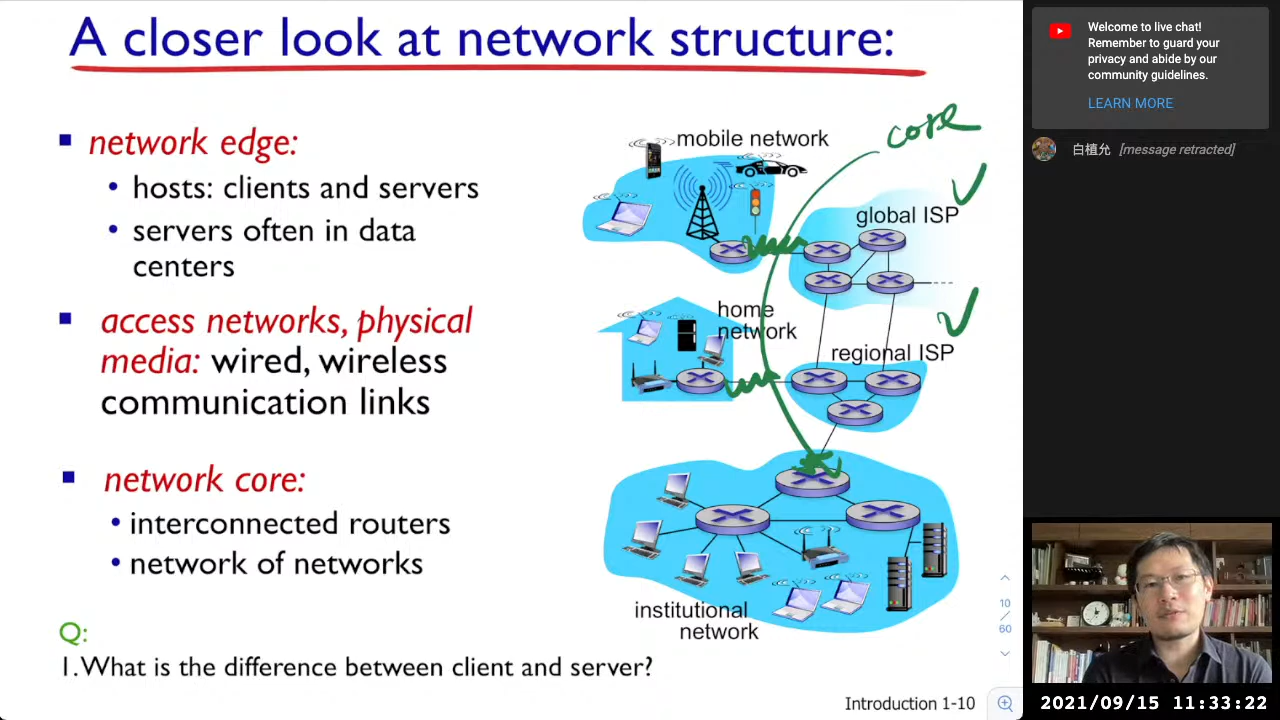 A closer look at network structure:
network edge:
hosts: clients and servers
servers often in data
centers
access networks, physical
media: wired, wireless
communication links
network core:
interconnected routers
network of networks
Q:
1. What is the difference between client and server?
mobile network
core
global ISP
home
network
regional ISP
institutional
network
10
/
60
Introduction 1-10
Welcome to live chat!
Remember to guard your
privacy and abide by our
community guidelines.
LEARN MORE
白植允 [message retracted]
2021/09/15 11:33:22